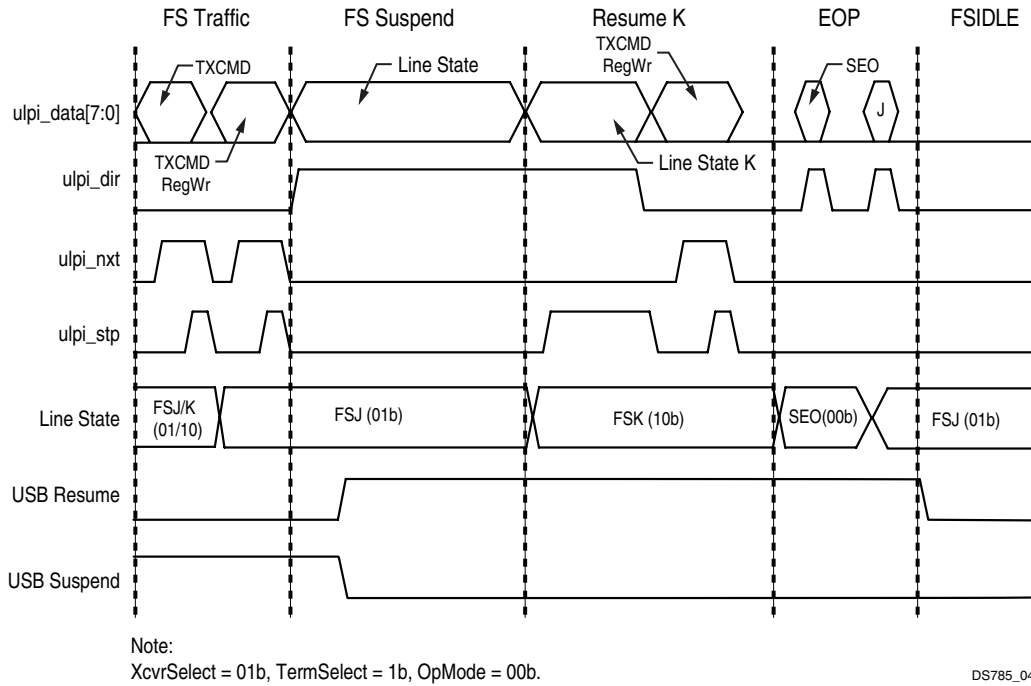 FS Traffic FS Suspend Resume K EOP FSIDLE
TXCMD Line State TXCMD SEO
RegWr
ulpi_data[7:0] J
TXCMD Line State K
RegWr
ulpi_dir
ulpi_nxt
ulpi_stp
Line State FSJ/K FSJ (01b) FSK (10b) SEO(00b) FSJ (01b)
(01/10)
USB Resume
USB Suspend
Note:
XcvrSelect = 01b, TermSelect = 1b, OpMode = 00b.
DS785_04